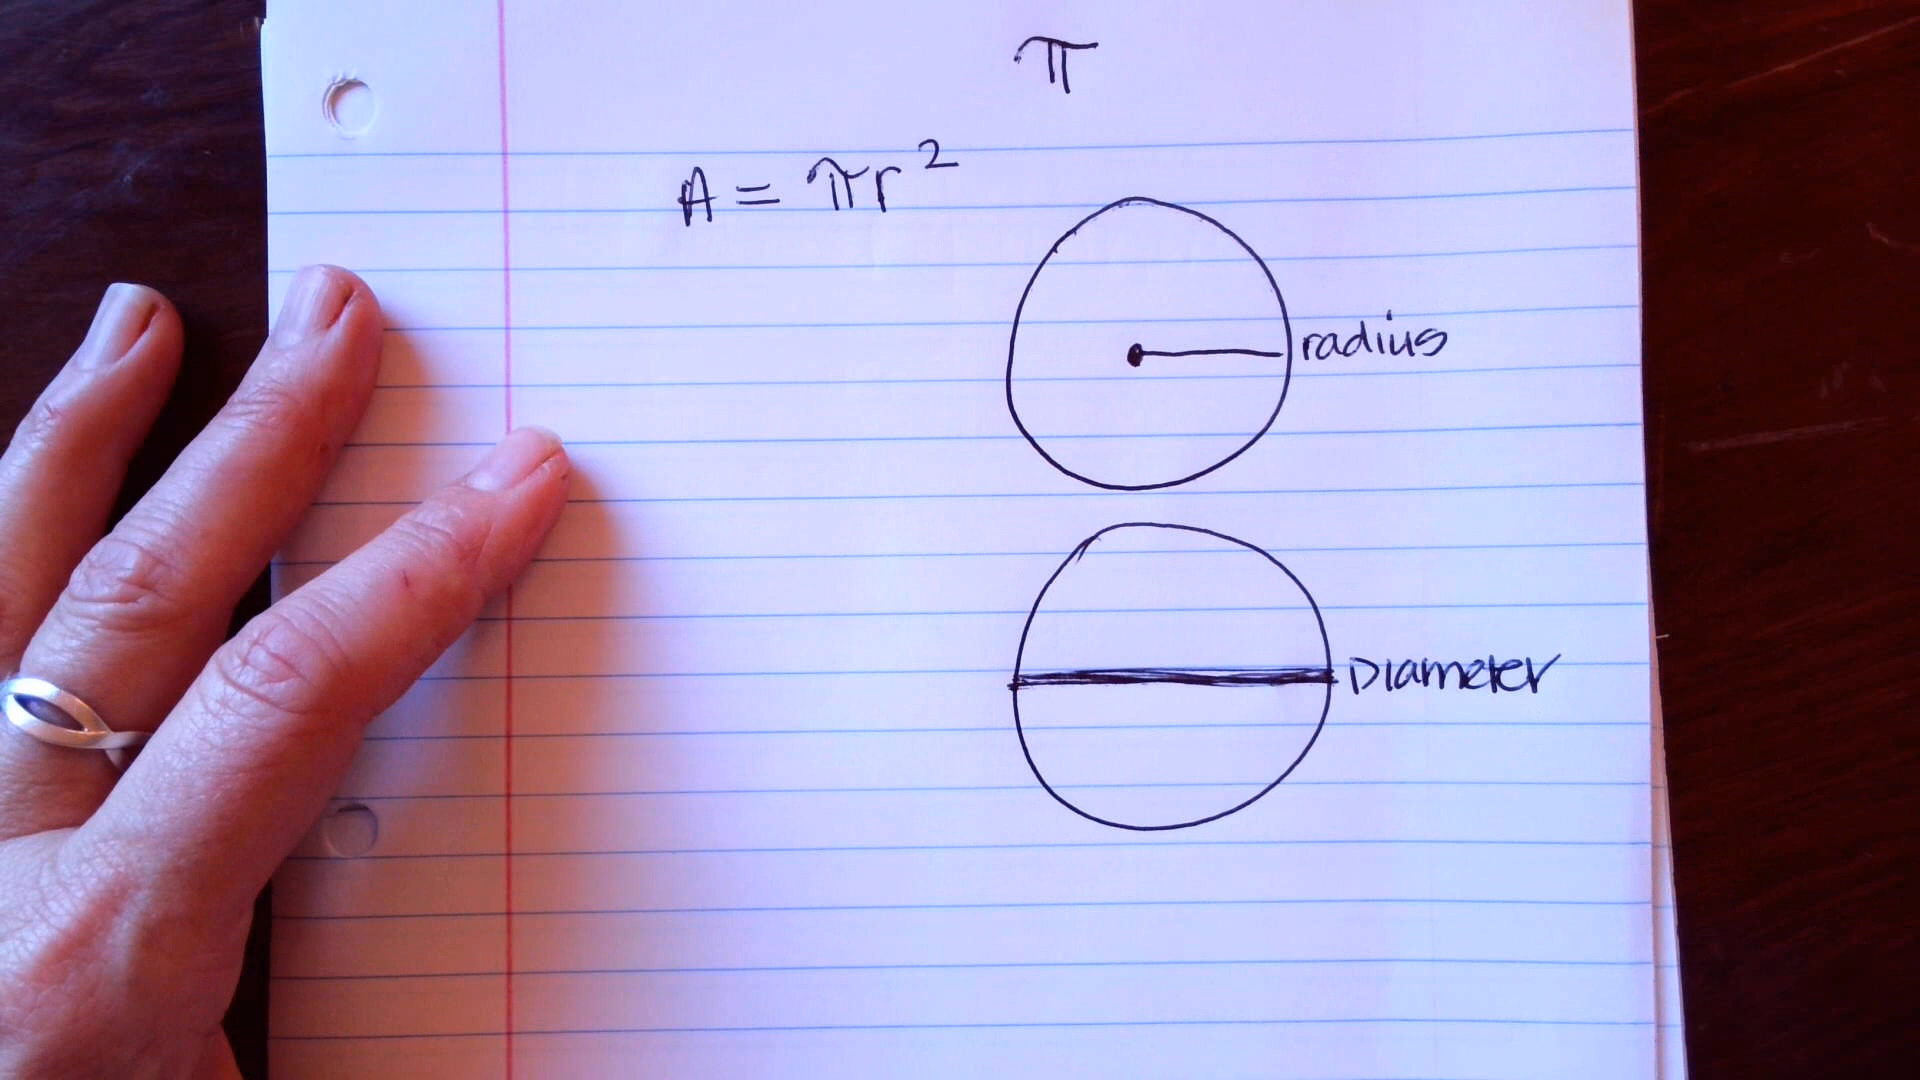 π
A = πr²
radius
Diameter